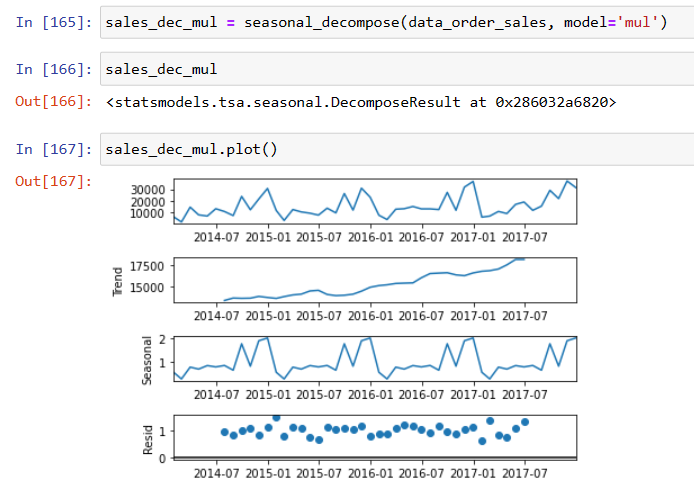 In [165]: sales_dec_mul = seasonal_decompose(data_order_sales, model='mul')
In [166]: sales_dec_mul
Out[166]: <statsmodels.tsa.seasonal.DecomposeResult at 0x286032a6820>
In [167]: sales_dec_mul.plot()
Out[167]:
30000
20000
10000
2014-07 2015-01 2015-07 2016-01 2016-07 2017-01 2017-07
Trend
17500
15000
2014-07 2015-01 2015-07 2016-01 2016-07 2017-01 2017-07
Seasonal
2
1
2014-07 2015-01 2015-07 2016-01 2016-07 2017-01 2017-07
Resid
1
0
2014-07 2015-01 2015-07 2016-01 2016-07 2017-01 2017-07